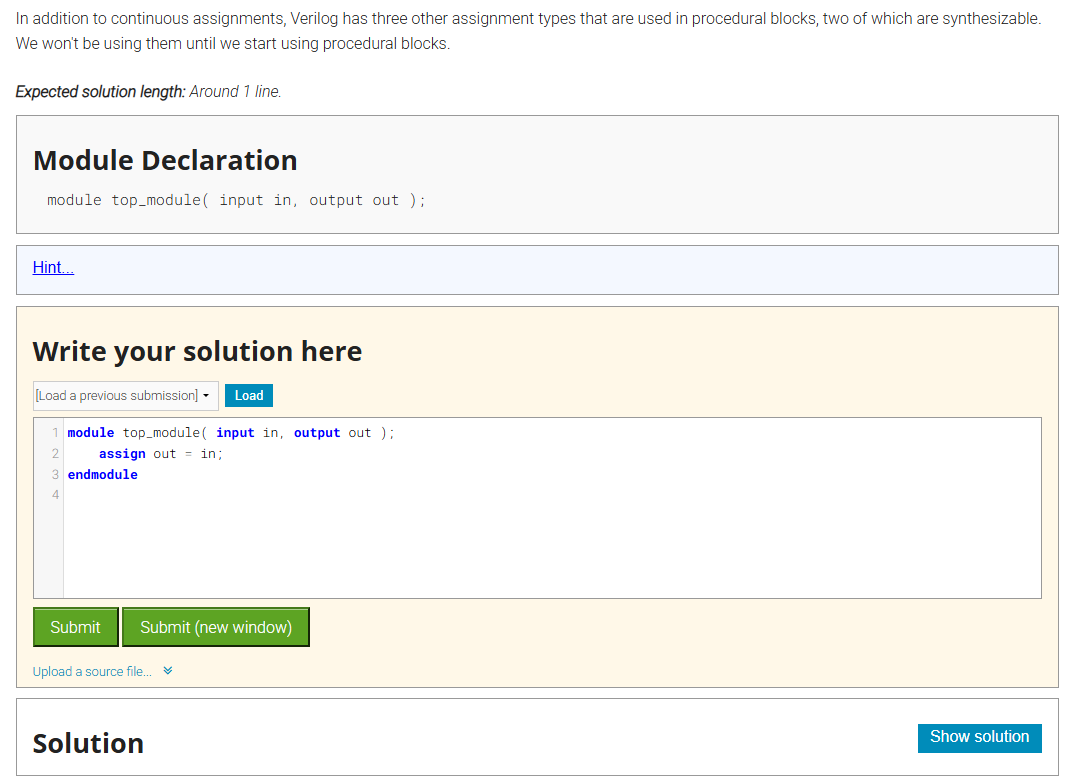 In addition to continuous assignments, Verilog has three other assignment types that are used in procedural blocks, two of which are synthesizable.
We won't be using them until we start using procedural blocks.
Expected solution length: Around 1 line.
Module Declaration
module top_module( input in, output out );
Hint...
Write your solution here
[Load a previous submission] Load
1 module top_module( input in, output out );
2     assign out = in;
3 endmodule
4
Submit Submit (new window)
Upload a source file...
Solution Show solution